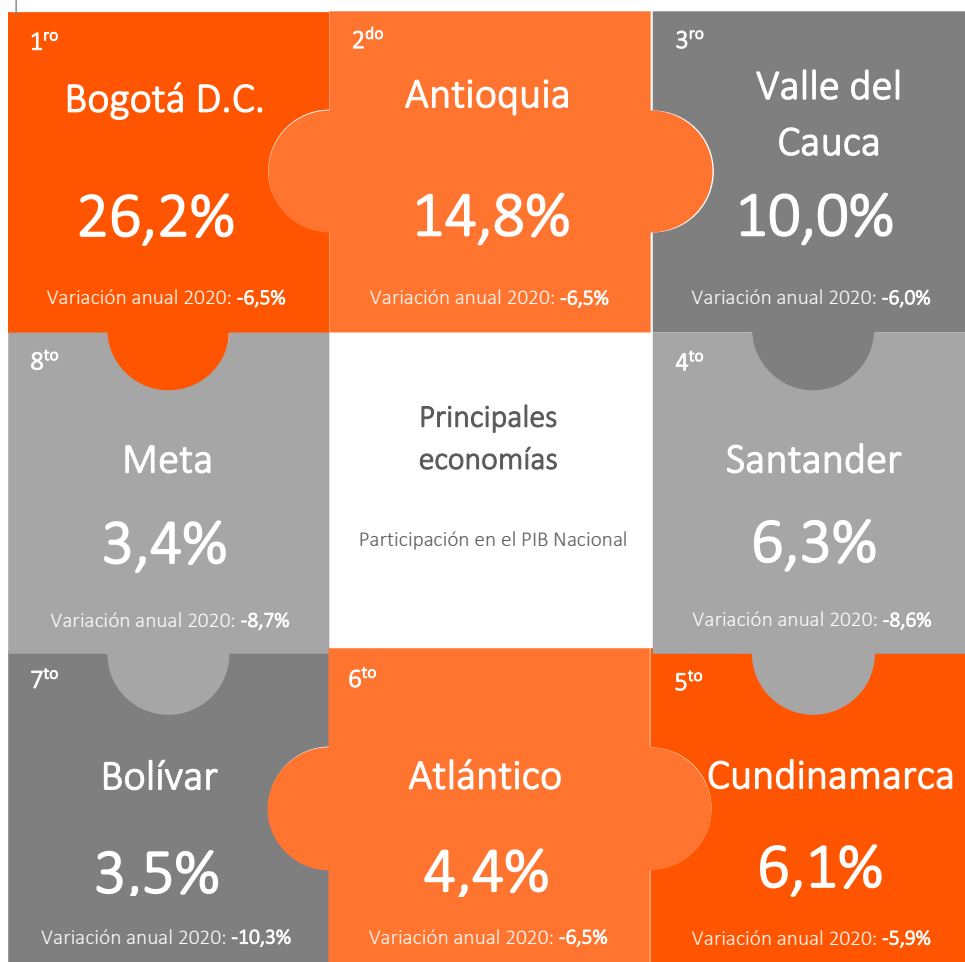 1ro
Bogotá D.C.
26,2%
Variación anual 2020: -6,5%
2do
Antioquia
14,8%
Variación anual 2020: -6,5%
3ro
Valle del
Cauca
10,0%
Variación anual 2020: -6,0%
8to
Meta
3,4%
Variación anual 2020: -8,7%
Principales
economías
Participación en el PIB Nacional
4to
Santander
6,3%
Variación anual 2020: -8,6%
7to
Bolívar
3,5%
Variación anual 2020: -10,3%
6to
Atlántico
4,4%
Variación anual 2020: -6,5%
5to
Cundinamarca
6,1%
Variación anual 2020: -5,9%